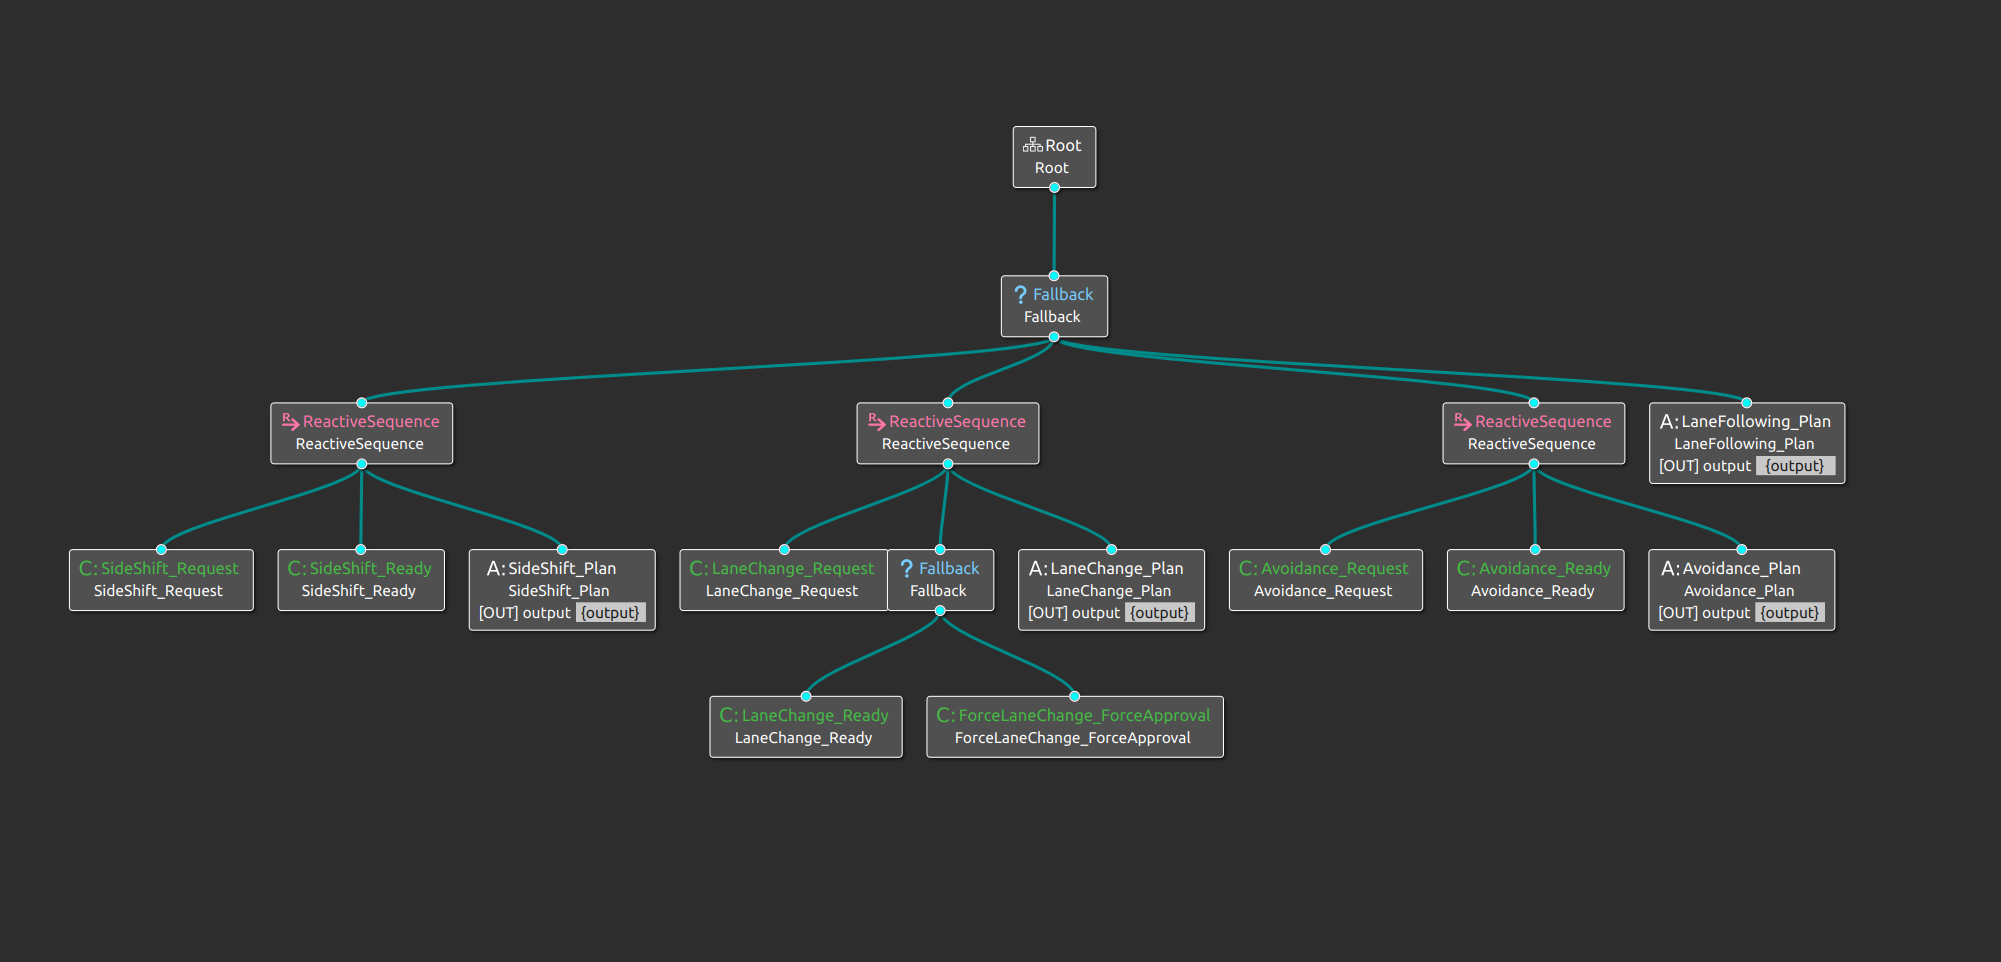 Root
Root
? Fallback
Fallback
R ReactiveSequence
ReactiveSequence
R ReactiveSequence
ReactiveSequence
R ReactiveSequence
ReactiveSequence
A: LaneFollowing_Plan
LaneFollowing_Plan
[OUT] output {output}
C: SideShift_Request
SideShift_Request
C: SideShift_Ready
SideShift_Ready
A: SideShift_Plan
SideShift_Plan
[OUT] output {output}
C: LaneChange_Request
LaneChange_Request
? Fallback
Fallback
A: LaneChange_Plan
LaneChange_Plan
[OUT] output {output}
C: Avoidance_Request
Avoidance_Request
C: Avoidance_Ready
Avoidance_Ready
A: Avoidance_Plan
Avoidance_Plan
[OUT] output {output}
C: LaneChange_Ready
LaneChange_Ready
C: ForceLaneChange_ForceApproval
ForceLaneChange_ForceApproval